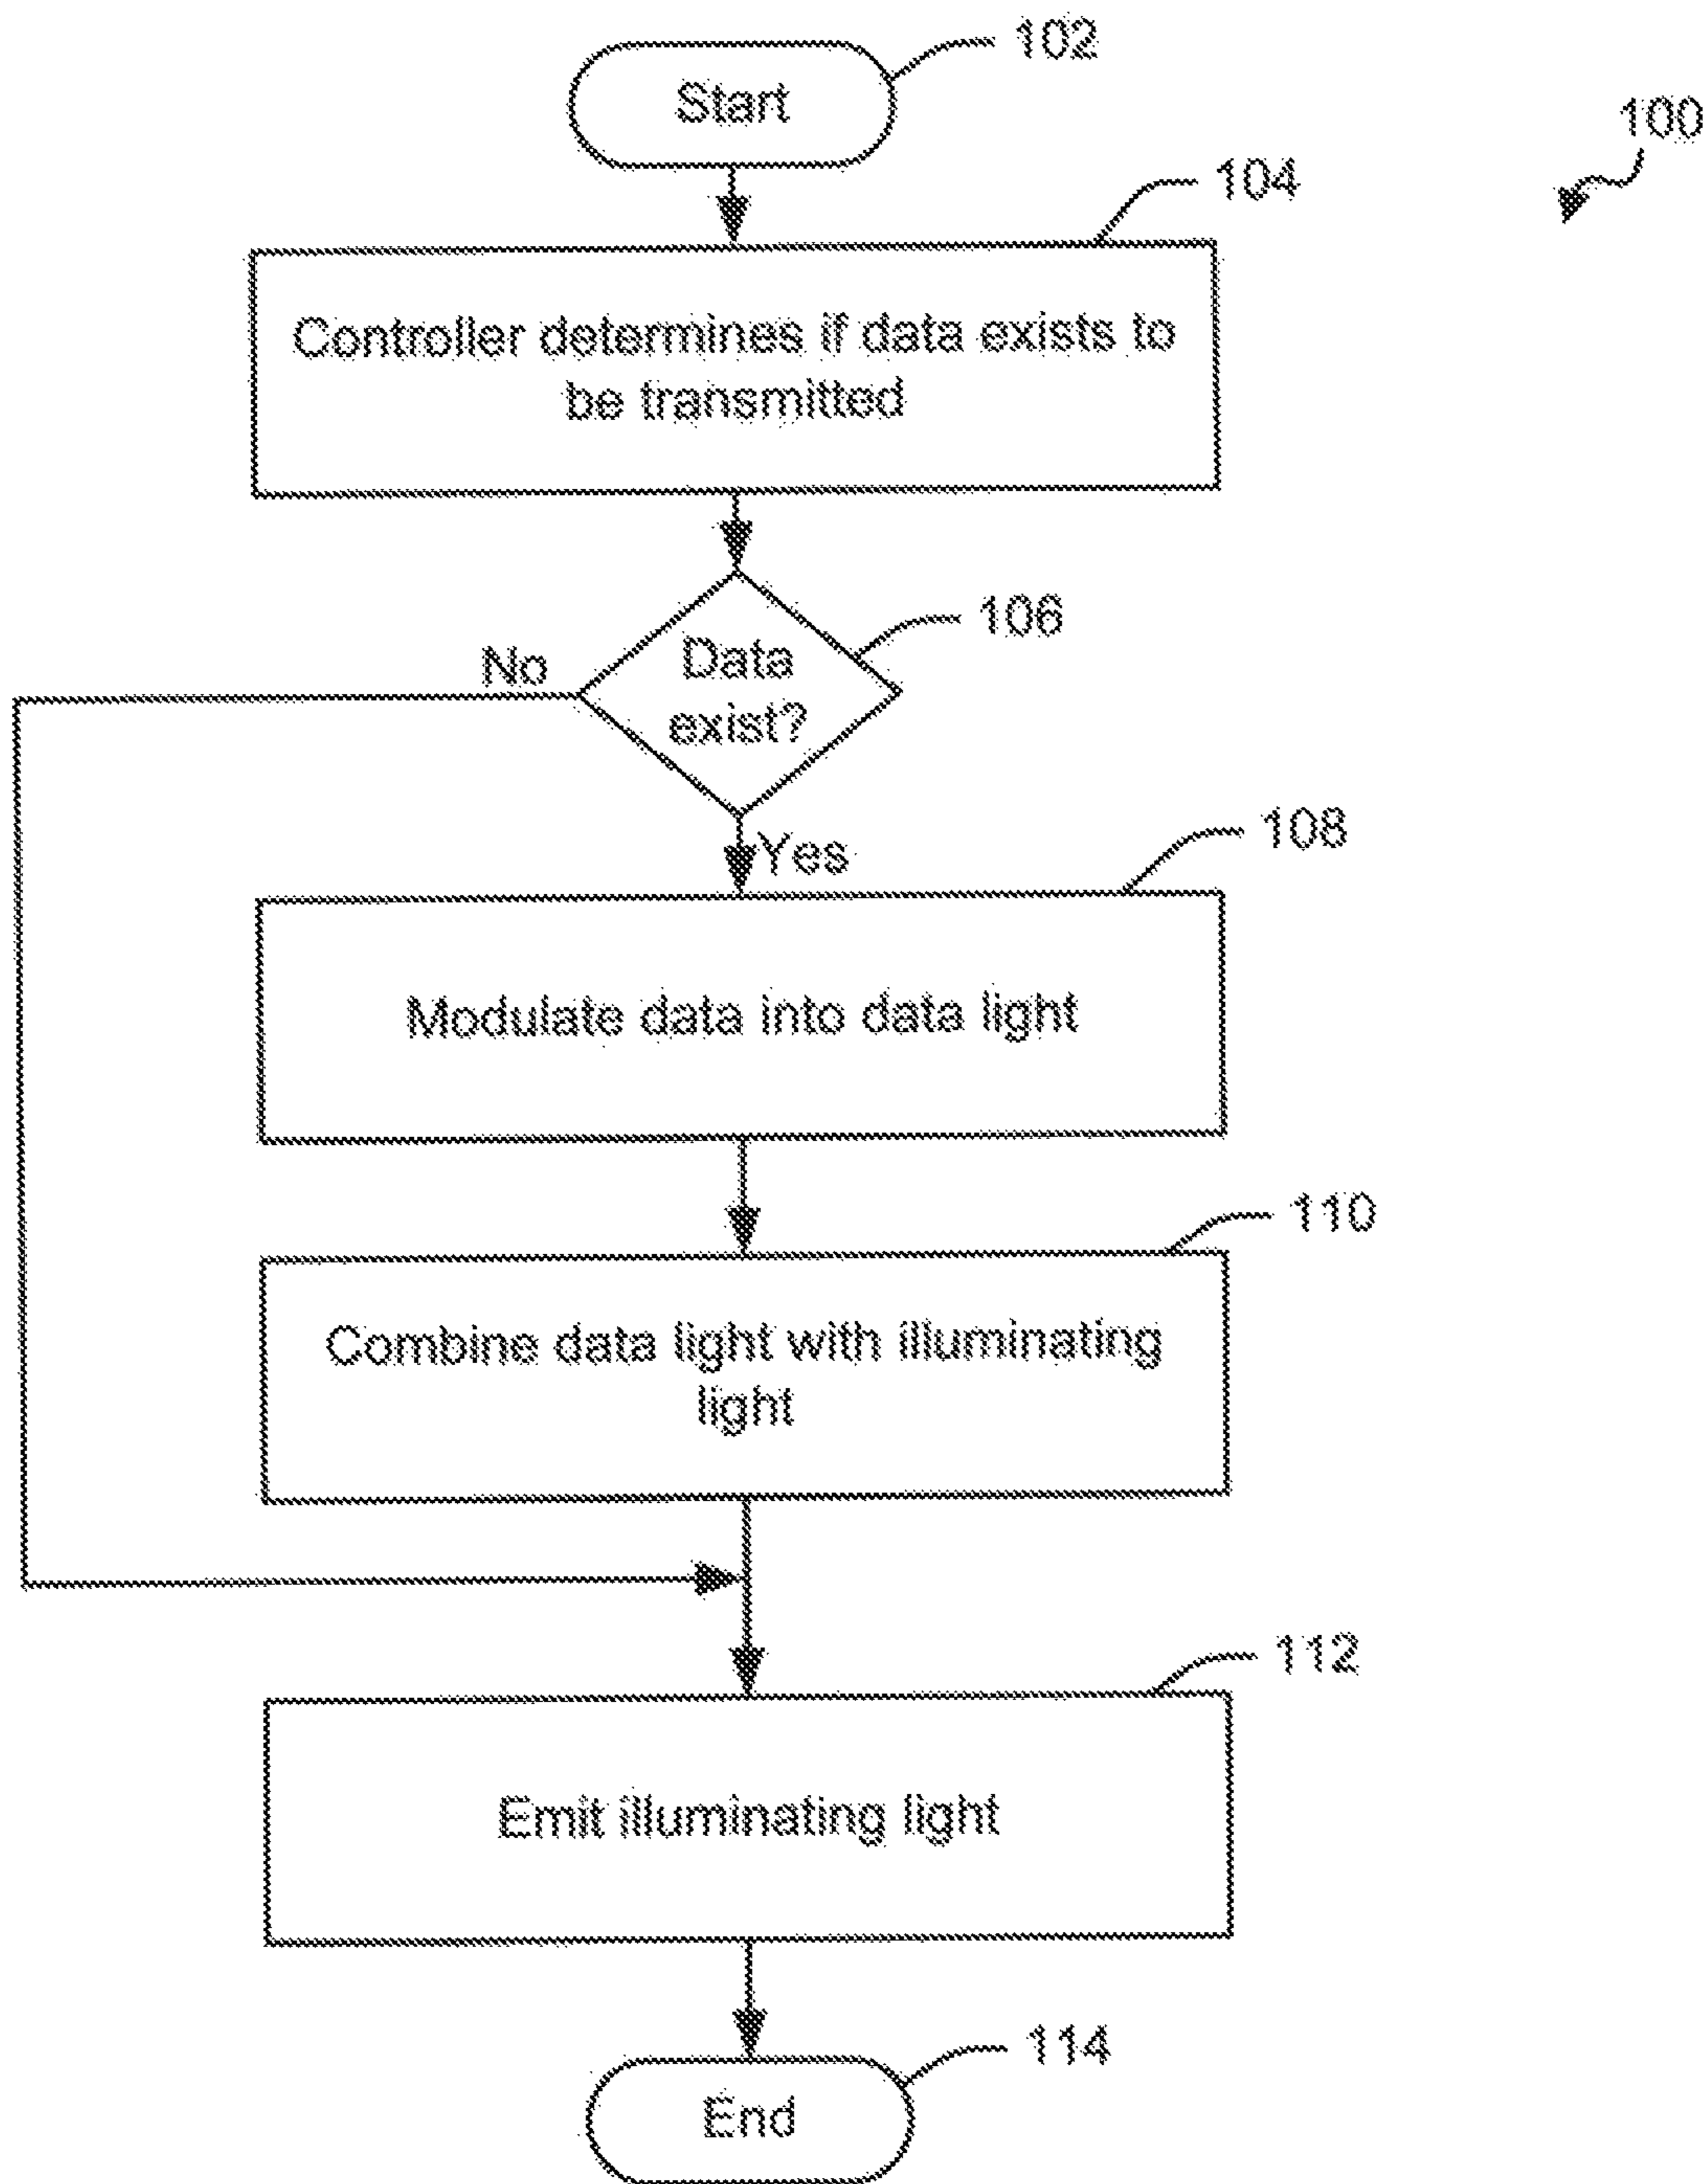 102
Start
100
104
Controller determines if data exists to
be transmitted
106
No
Data
exist?
Yes
108
Modulate data into data light
110
Combine data light with illuminating
light
112
Emit illuminating light
114
End